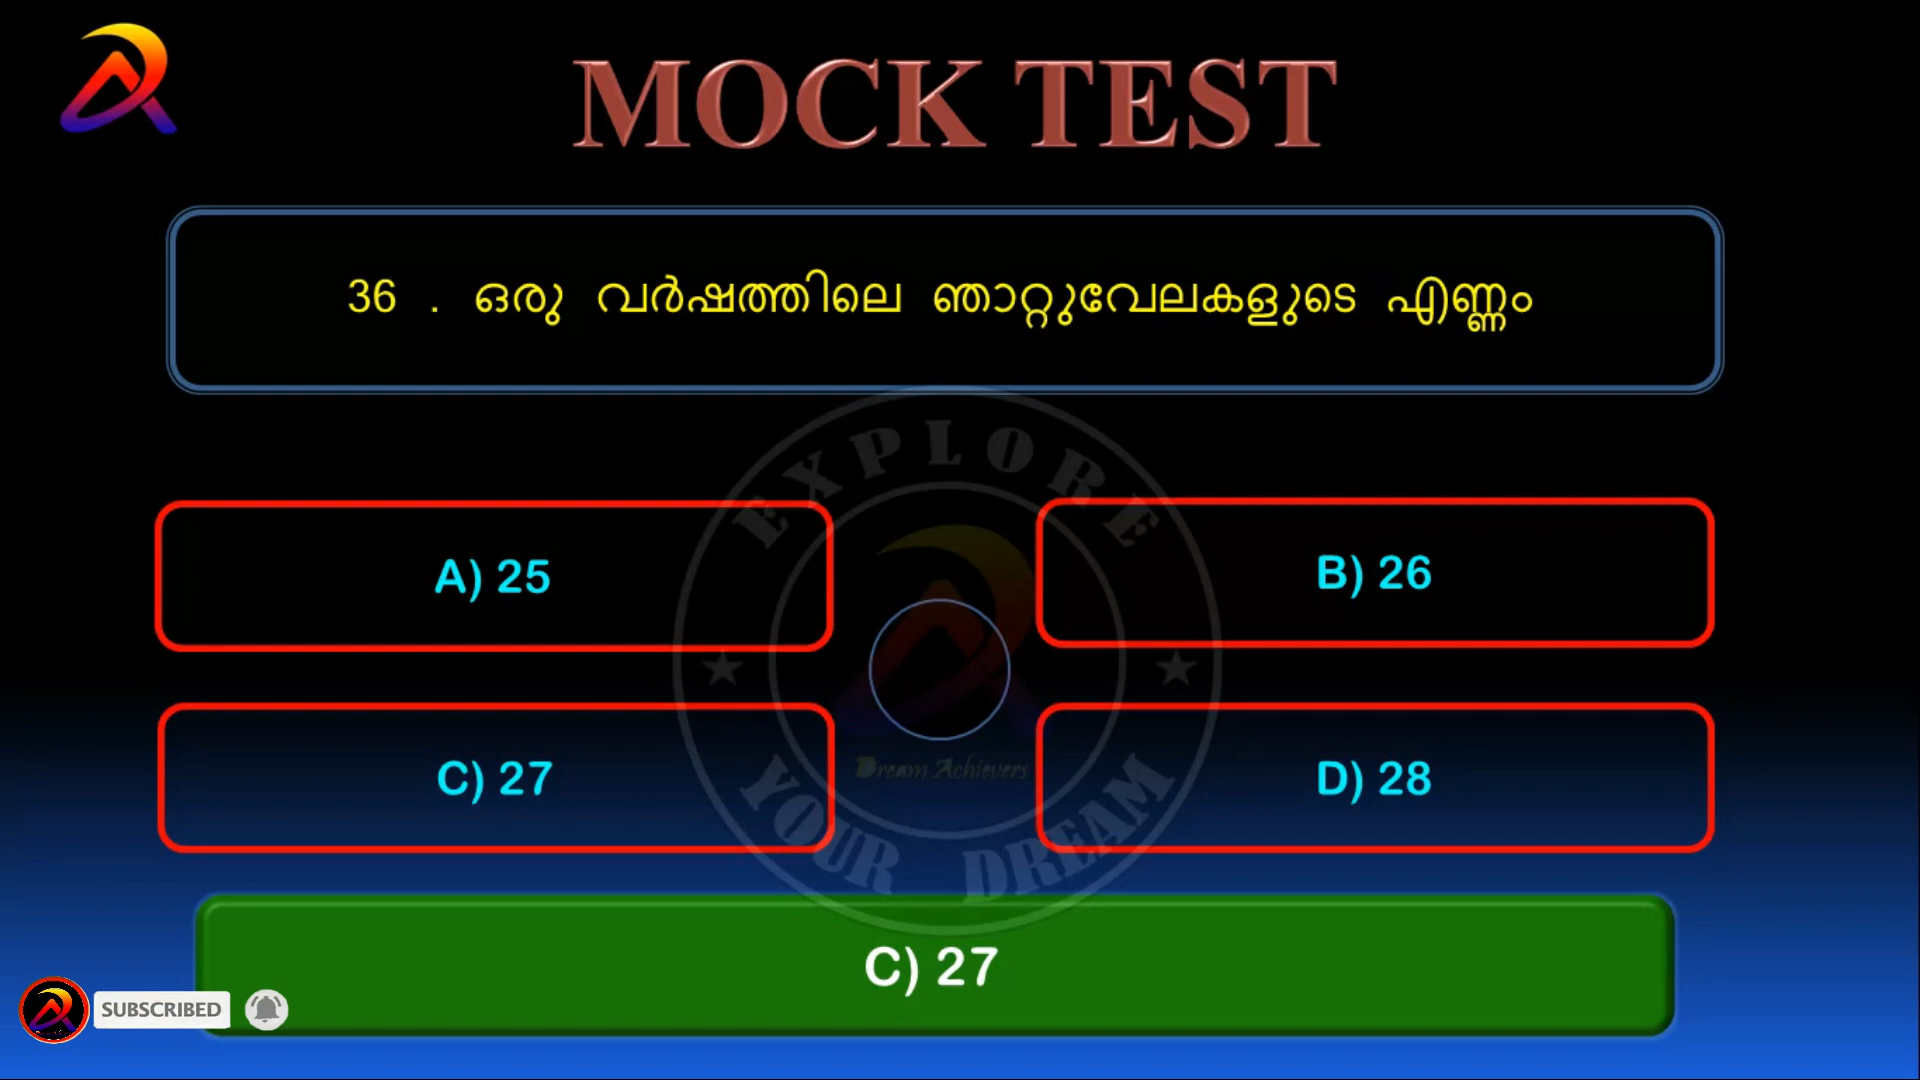 MOCK TEST
36 . ഒരു വർഷത്തിലെ ഞാറ്റുവേലകളുടെ എണ്ണം
EXPLORE
A) 25
B) 26
C) 27
D) 28
Dream Achievers
YOUR DREAM
C) 27
SUBSCRIBED